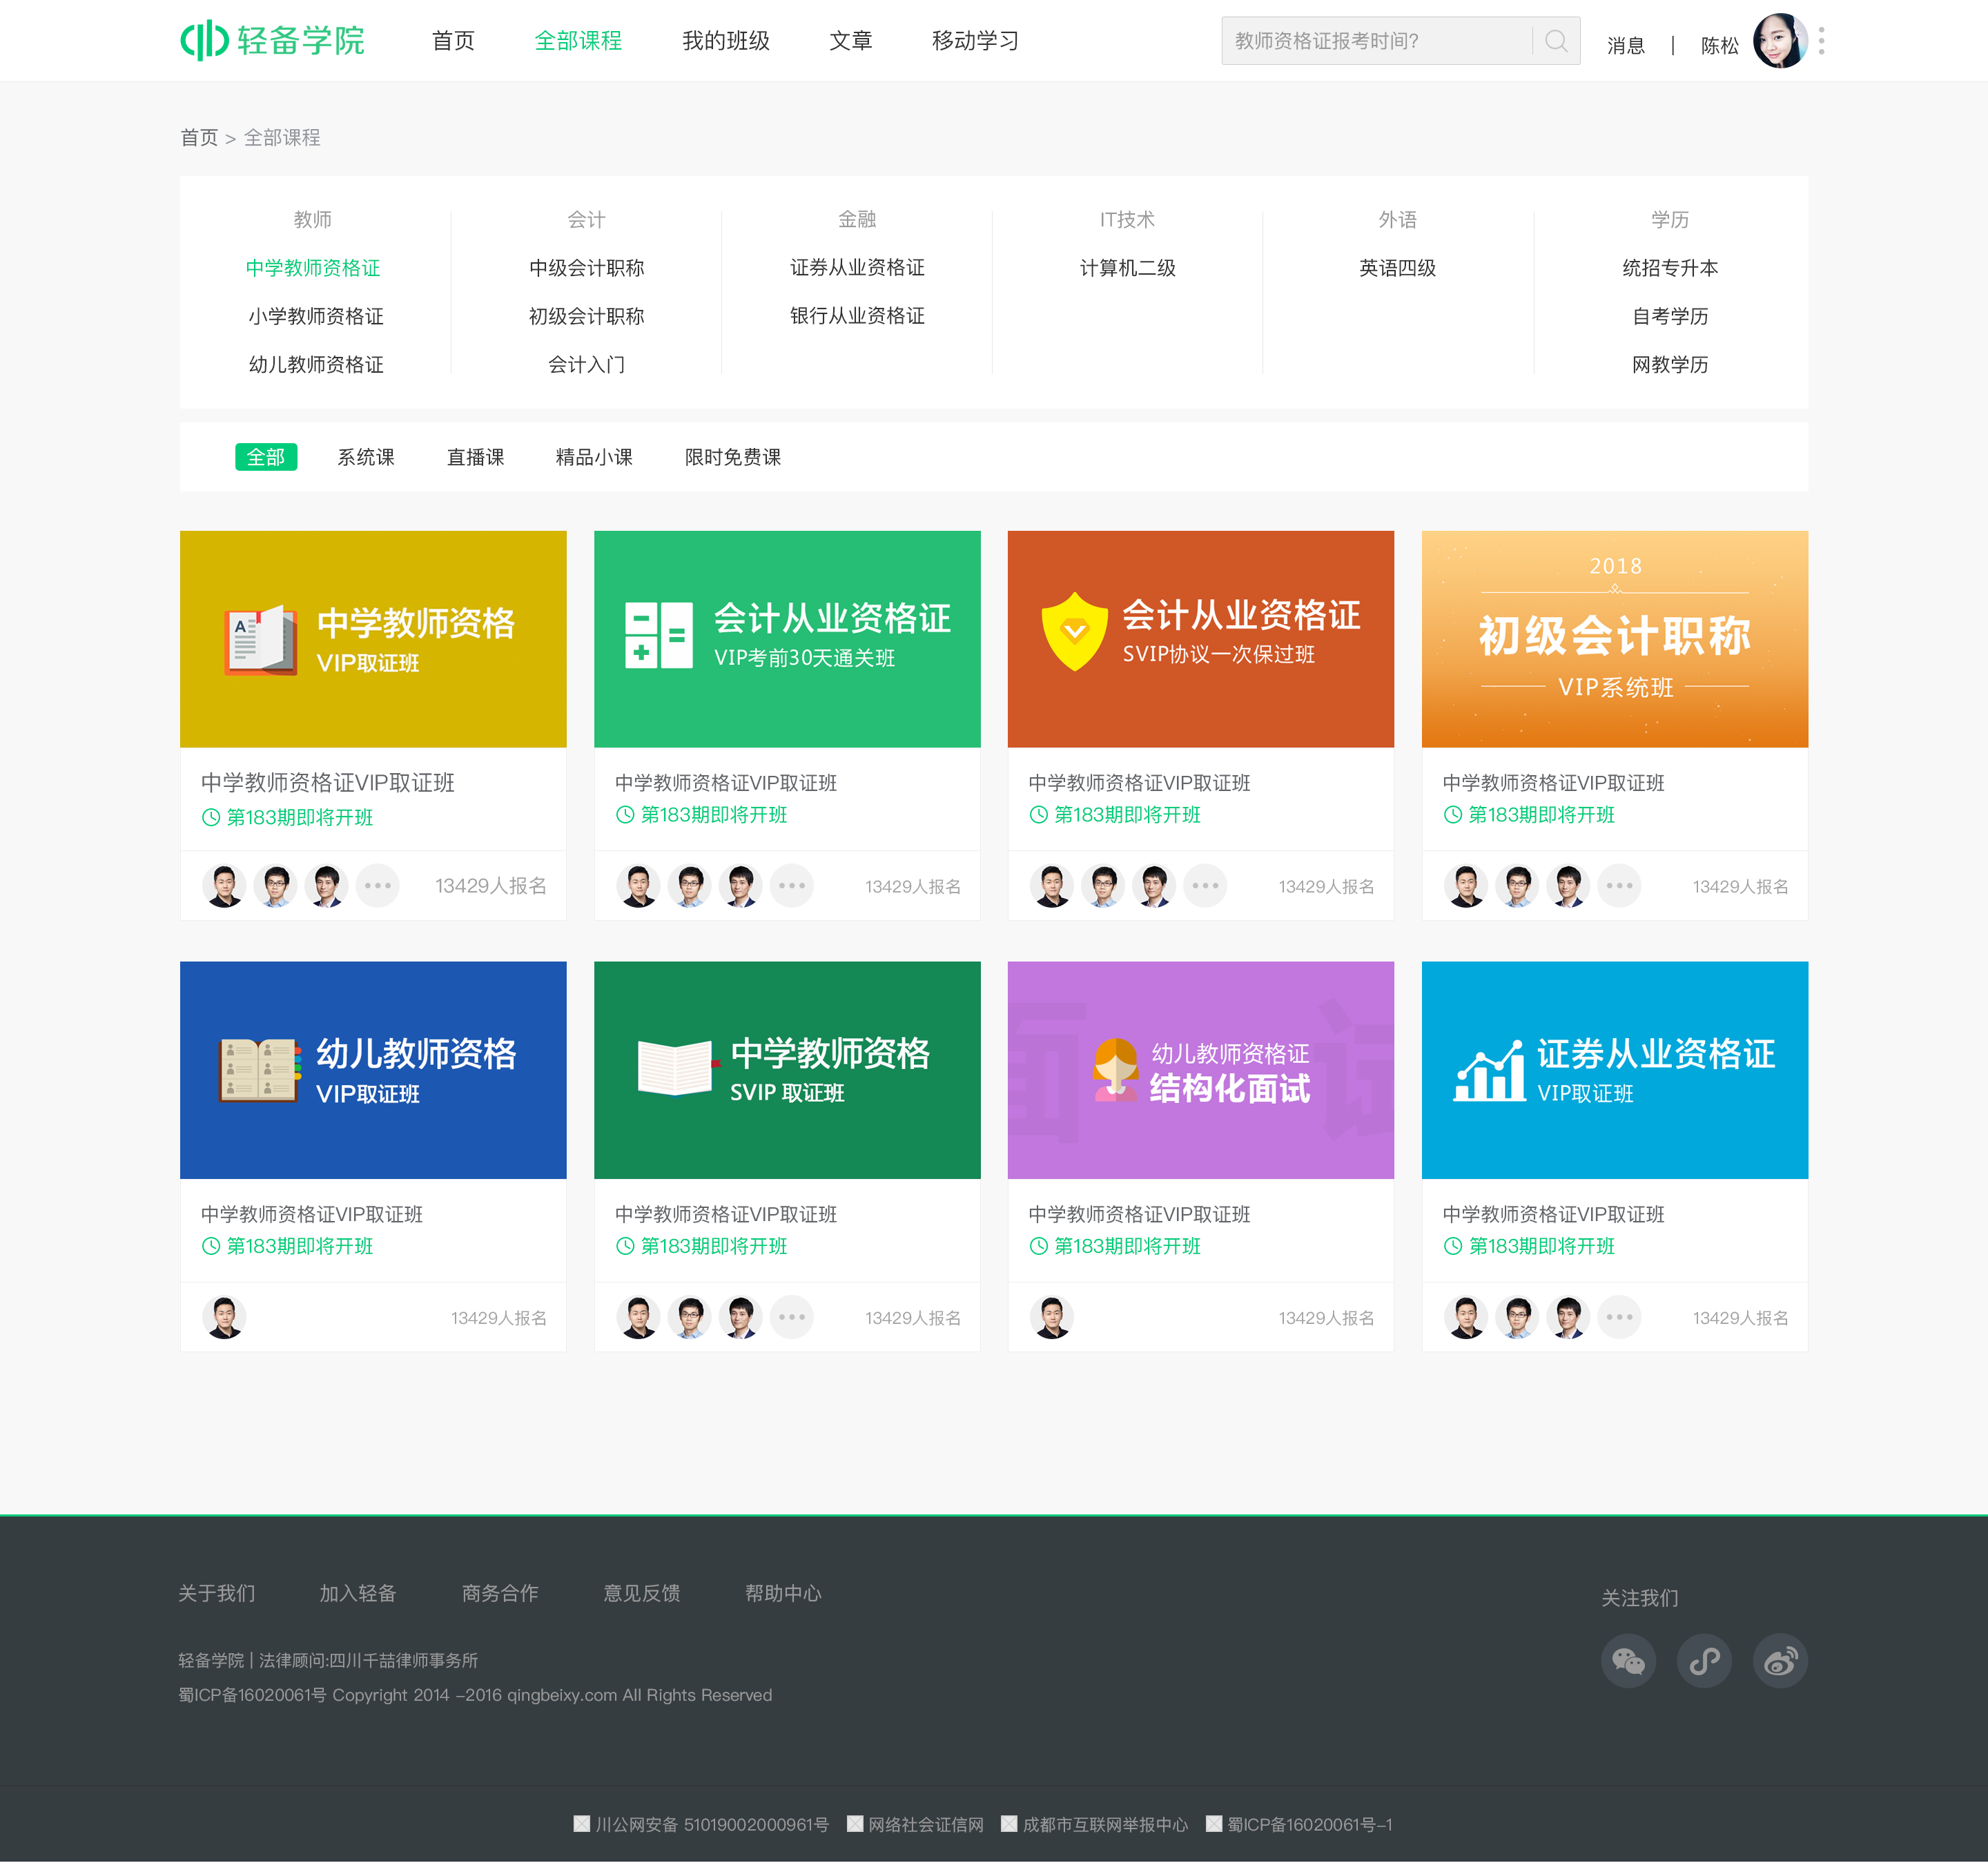 轻备学院 首页 全部课程 我的班级 文章 移动学习 教师资格证报考时间? 消息 | 陈松
首页 > 全部课程
教师 会计 金融 IT技术 外语 学历
中学教师资格证 中级会计职称 证券从业资格证 计算机二级 英语四级 统招专升本
小学教师资格证 初级会计职称 银行从业资格证 自考学历
幼儿教师资格证 会计入门 网教学历
全部 系统课 直播课 精品小课 限时免费课
A
中学教师资格
VIP取证班
会计从业资格证
VIP考前30天通关班
会计从业资格证
SVIP协议一次保过班
2018
初级会计职称
VIP系统班
中学教师资格证VIP取证班 中学教师资格证VIP取证班 中学教师资格证VIP取证班 中学教师资格证VIP取证班
第183期即将开班 第183期即将开班 第183期即将开班 第183期即将开班
13429人报名 13429人报名 13429人报名 13429人报名
幼儿教师资格
VIP取证班
中学教师资格
SVIP 取证班
面 试
幼儿教师资格证
结构化面试
证券从业资格证
VIP取证班
中学教师资格证VIP取证班 中学教师资格证VIP取证班 中学教师资格证VIP取证班 中学教师资格证VIP取证班
第183期即将开班 第183期即将开班 第183期即将开班 第183期即将开班
13429人报名 13429人报名 13429人报名 13429人报名
关于我们 加入轻备 商务合作 意见反馈 帮助中心 关注我们
轻备学院 | 法律顾问:四川千喆律师事务所
蜀ICP备16020061号 Copyright 2014 -2016 qingbeixy.com All Rights Reserved
川公网安备 51019002000961号 网络社会证信网 成都市互联网举报中心 蜀ICP备16020061号-1